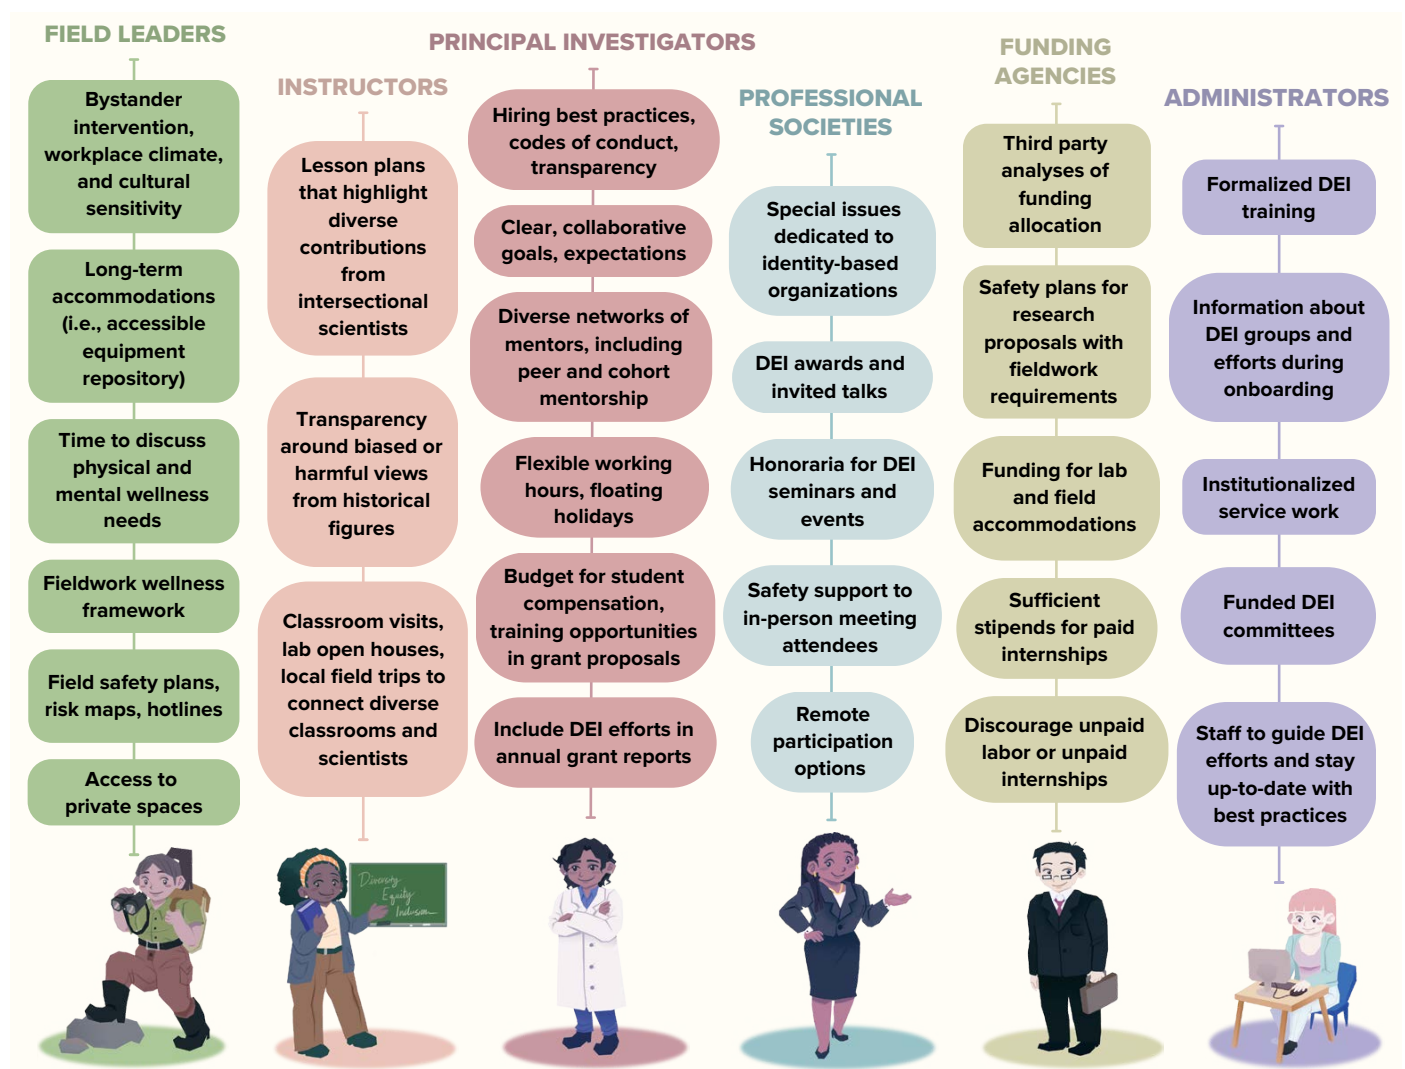 FIELD LEADERS
Bystander
intervention,
workplace climate,
and cultural
sensitivity
Long-term
accommodations
(i.e., accessible
equipment
repository)
Time to discuss
physical and
mental wellness
needs
Fieldwork wellness
framework
Field safety plans,
risk maps, hotlines
Access to
private spaces
INSTRUCTORS
Lesson plans
that highlight
diverse
contributions
from
intersectional
scientists
Transparency
around biased or
harmful views
from historical
figures
Classroom visits,
lab open houses,
local field trips to
connect diverse
classrooms and
scientists
Diversity
Equity
Inclusion
PRINCIPAL INVESTIGATORS
Hiring best practices,
codes of conduct,
transparency
Clear, collaborative
goals, expectations
Diverse networks of
mentors, including
peer and cohort
mentorship
Flexible working
hours, floating
holidays
Budget for student
compensation,
training opportunities
in grant proposals
Include DEI efforts in
annual grant reports
PROFESSIONAL
SOCIETIES
Special issues
dedicated to
identity-based
organizations
DEI awards and
invited talks
Honoraria for DEI
seminars and
events
Safety support to
in-person meeting
attendees
Remote
participation
options
FUNDING
AGENCIES
Third party
analyses of
funding
allocation
Safety plans for
research
proposals with
fieldwork
requirements
Funding for lab
and field
accommodations
Sufficient
stipends for paid
internships
Discourage unpaid
labor or unpaid
internships
ADMINISTRATORS
Formalized DEI
training
Information about
DEI groups and
efforts during
onboarding
Institutionalized
service work
Funded DEI
committees
Staff to guide DEI
efforts and stay
up-to-date with
best practices